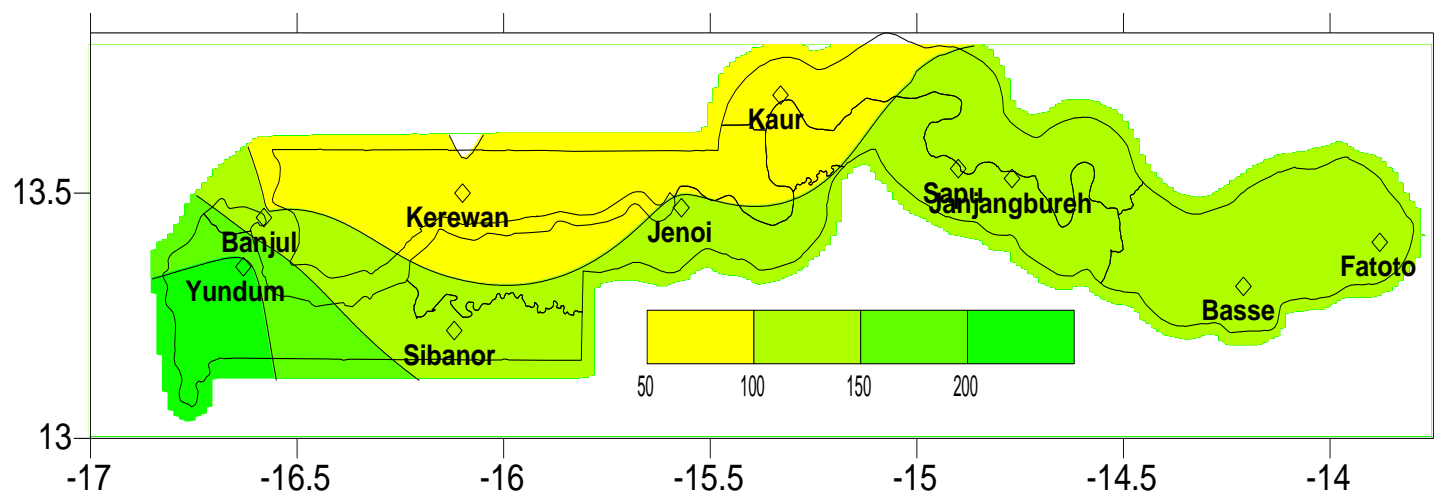 Kaur
13.5
Sapu
Janjangbureh
Kerewan
Jenoi
Banjul
Fatoto
Yundum
Basse
Sibanor
50 100 150 200
13
-17 -16.5 -16 -15.5 -15 -14.5 -14